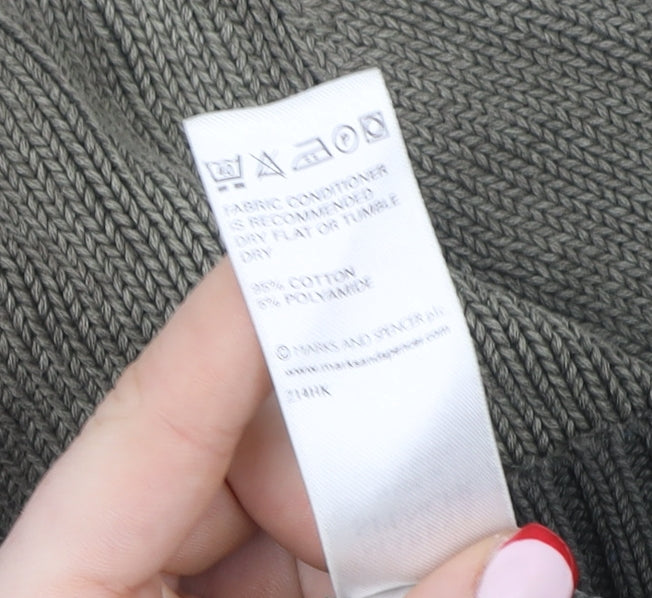 FABRIC CONDITIONER
IS RECOMMENDED
DRY FLAT OR TUMBLE
DRY
95% COTTON
5% POLYAMIDE
© MARKS AND SPENCER plc
www.marksandspencer.com
214HK